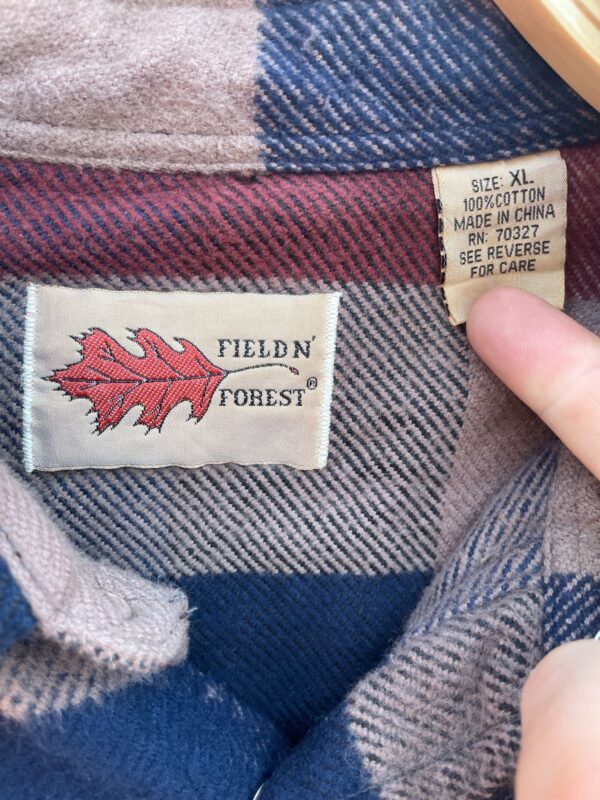 SIZE: XL
100%COTTON
MADE IN CHINA
RN: 70327
SEE REVERSE
FOR CARE
FIELD N'
FOREST®